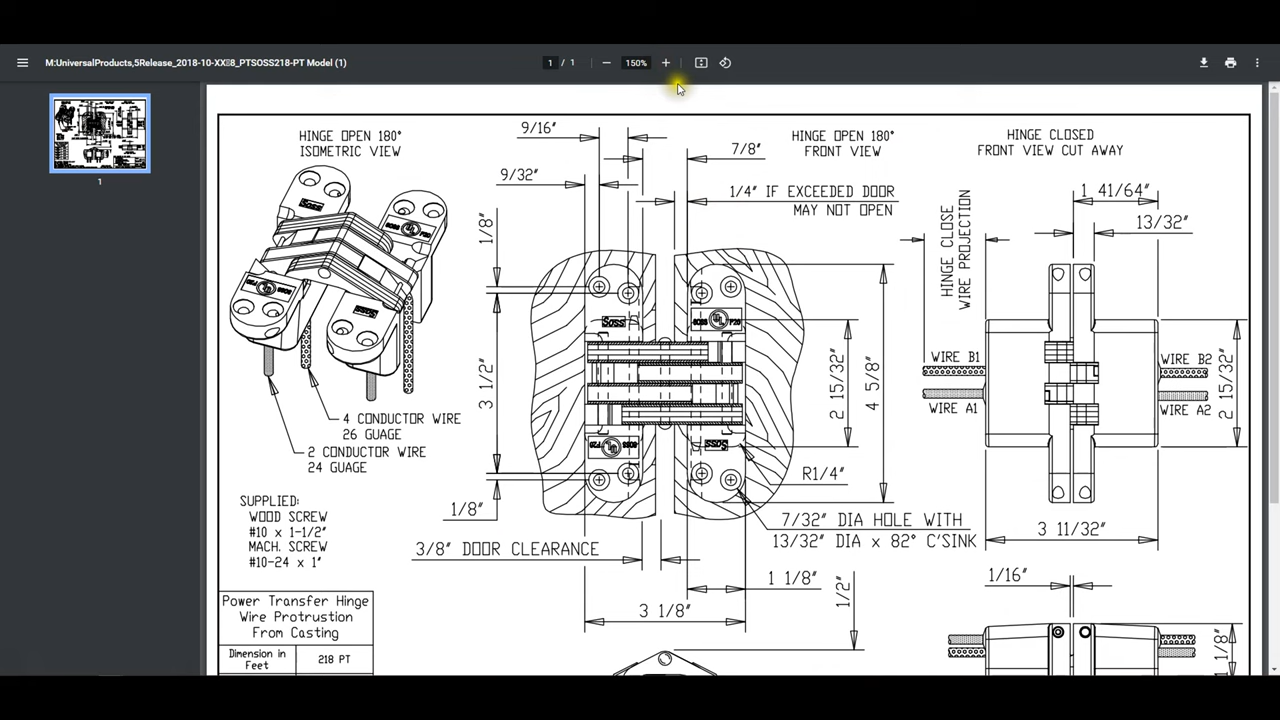 M:UniversalProducts,5Release_2018-10-XX8_PTSOSS218-PT Model (1)
1 / 1
150%
1
HINGE OPEN 180°
ISOMETRIC VIEW
9/16"
9/32"
1/8"
7/8"
HINGE OPEN 180°
FRONT VIEW
1/4" IF EXCEEDED DOOR
MAY NOT OPEN
HINGE CLOSED
FRONT VIEW CUT AWAY
1 41/64"
13/32"
HINGE CLOSE
WIRE PROJECTION
Soss
UL
SOSS
F20
3 1/2"
2 15/32"
4 5/8"
WIRE B1
WIRE A1
WIRE B2
WIRE A2
2 15/32"
4 CONDUCTOR WIRE
26 GUAGE
2 CONDUCTOR WIRE
24 GUAGE
R1/4"
SUPPLIED:
WOOD SCREW
#10 x 1-1/2"
MACH. SCREW
#10-24 x 1"
1/8"
3/8" DOOR CLEARANCE
7/32" DIA HOLE WITH
13/32" DIA x 82° C'SINK
3 11/32"
1 1/8"
3 1/8"
1/2"
1/16"
1 1/8"
Power Transfer Hinge
Wire Protrustion
From Casting
Dimension in
Feet
218 PT